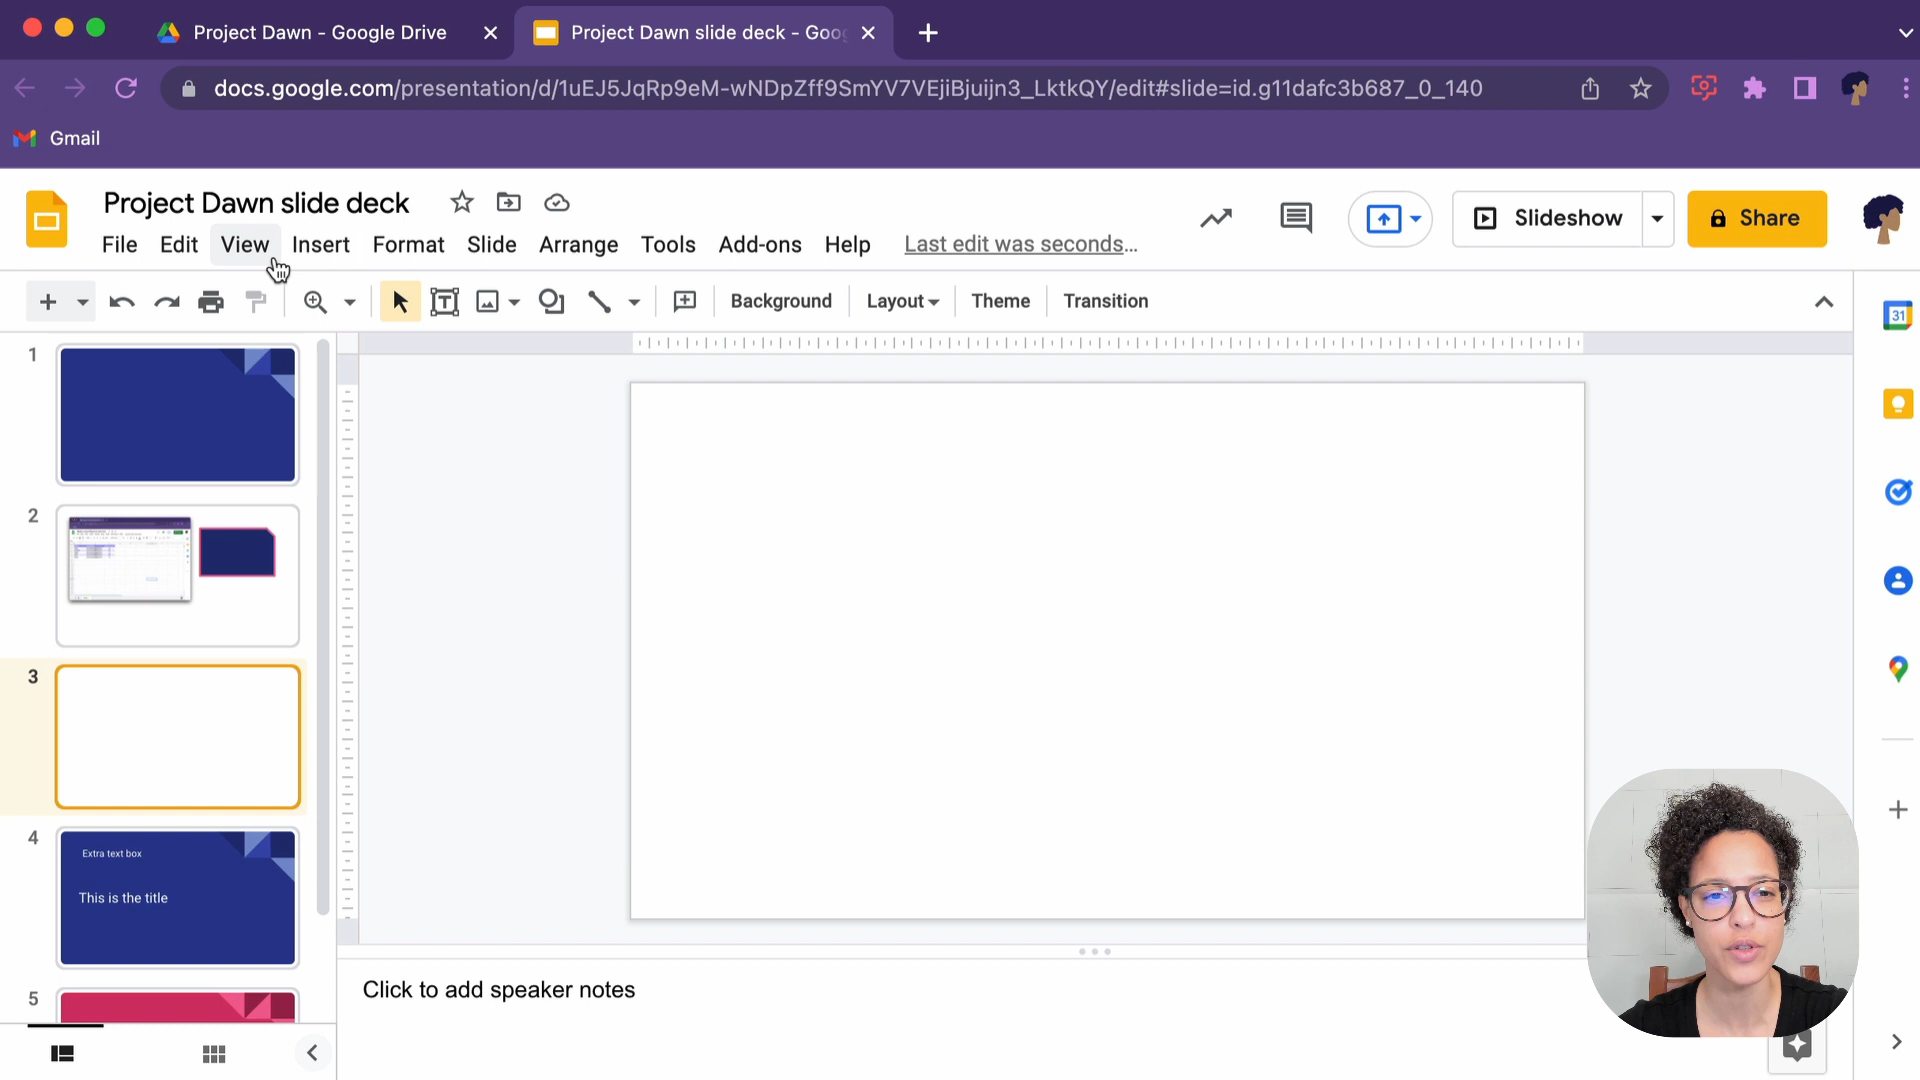 Project Dawn - Google Drive
Project Dawn slide deck - Goo
docs.google.com/presentation/d/1uEJ5JqRp9eM-wNDpZff9SmYV7VEjiBjuijn3_LktkQY/edit#slide=id.g11dafc3b687_0_140
Gmail
Project Dawn slide deck
Slideshow
Share
File Edit View Insert Format Slide Arrange Tools Add-ons Help Last edit was seconds...
Background Layout Theme Transition
31
1
2
3
4
Extra text box
This is the title
5
Click to add speaker notes